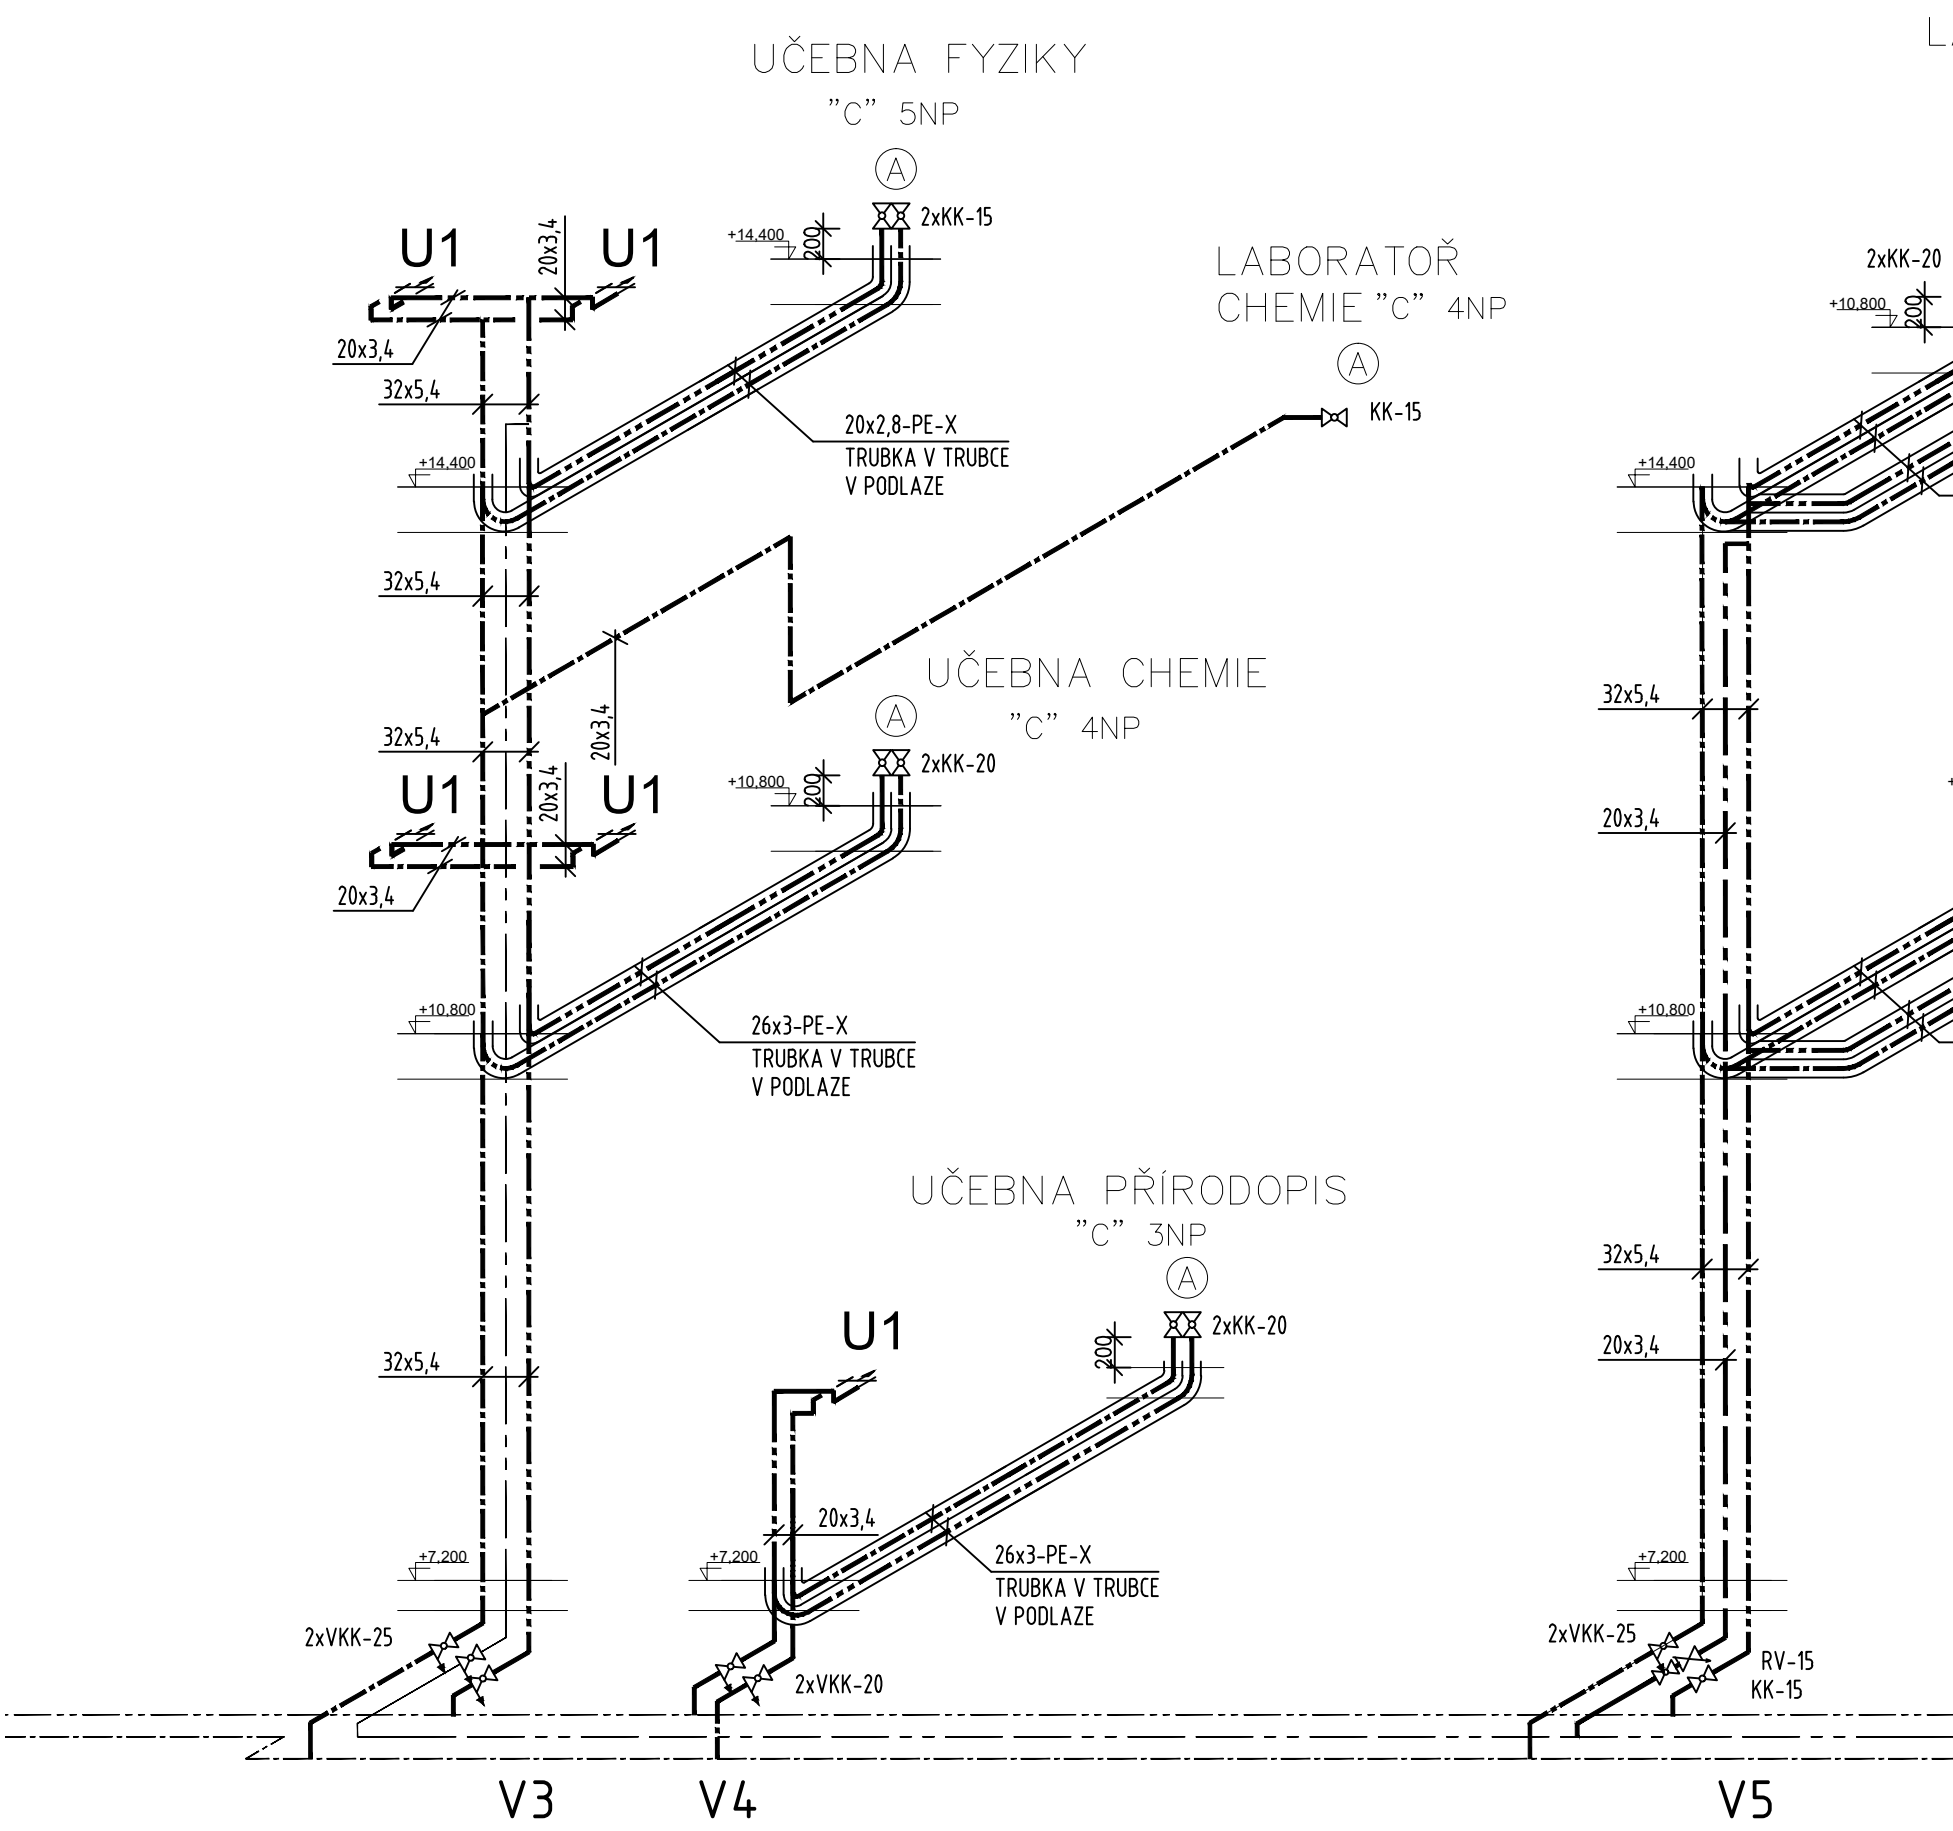 UČEBNA FYZIKY
"C" 5NP
A
2xKK-15
+14,400
200
U1
20x3,4
U1
20x3,4
32x5,4
20x2,8-PE-X
TRUBKA V TRUBCE
V PODLAZE
+14,400
32x5,4
LABORATOŘ
CHEMIE "C" 4NP
A
KK-15
20x3,4
UČEBNA CHEMIE
"C" 4NP
A
2xKK-20
+10,800
200
32x5,4
U1
20x3,4
U1
20x3,4
+10,800
26x3-PE-X
TRUBKA V TRUBCE
V PODLAZE
UČEBNA PŘÍRODOPIS
"C" 3NP
A
2xKK-20
200
U1
32x5,4
20x3,4
+7,200
+7,200
26x3-PE-X
TRUBKA V TRUBCE
V PODLAZE
2xVKK-25
2xVKK-20
V3
V4
2xKK-20
+10,800
200
+14,400
32x5,4
20x3,4
+10,800
32x5,4
20x3,4
+7,200
2xVKK-25
RV-15
KK-15
V5